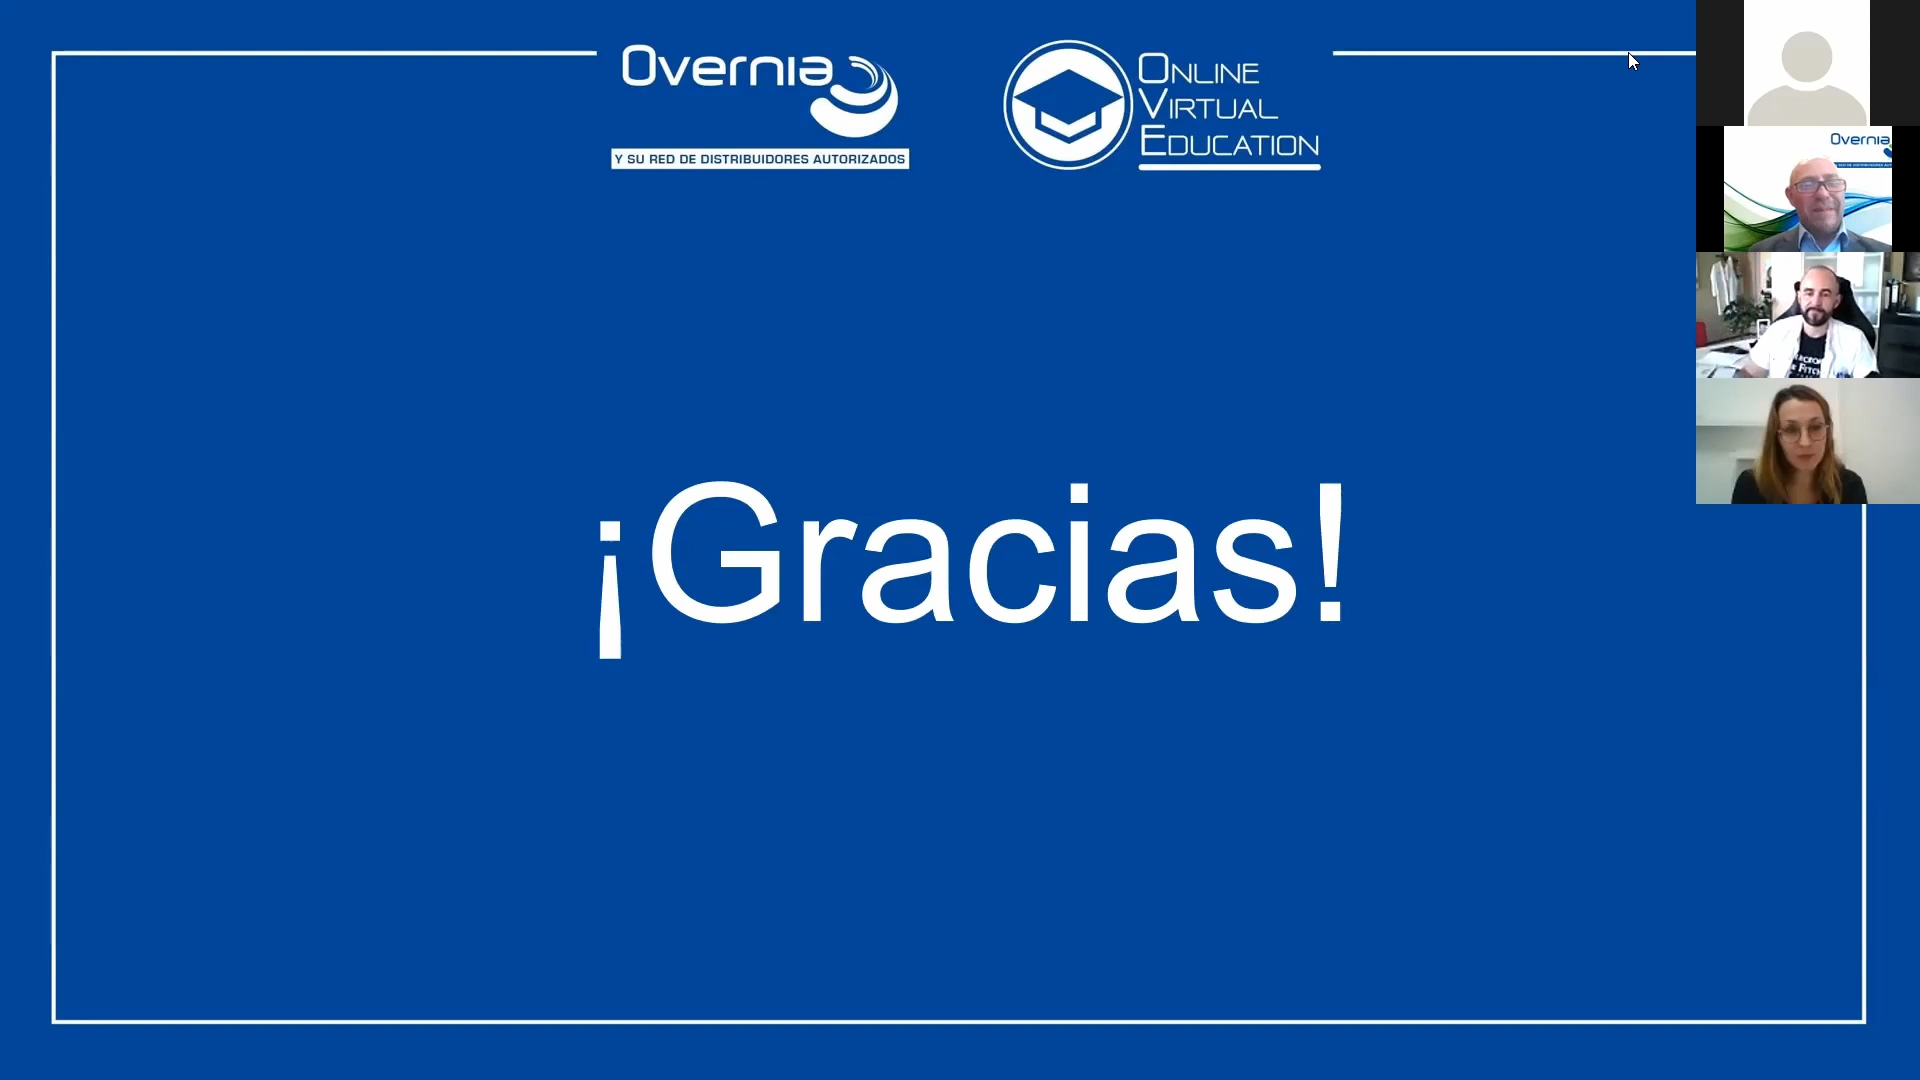 Overnia
Y SU RED DE DISTRIBUIDORES AUTORIZADOS
ONLINE
VIRTUAL
EDUCATION
¡Gracias!
Overnia